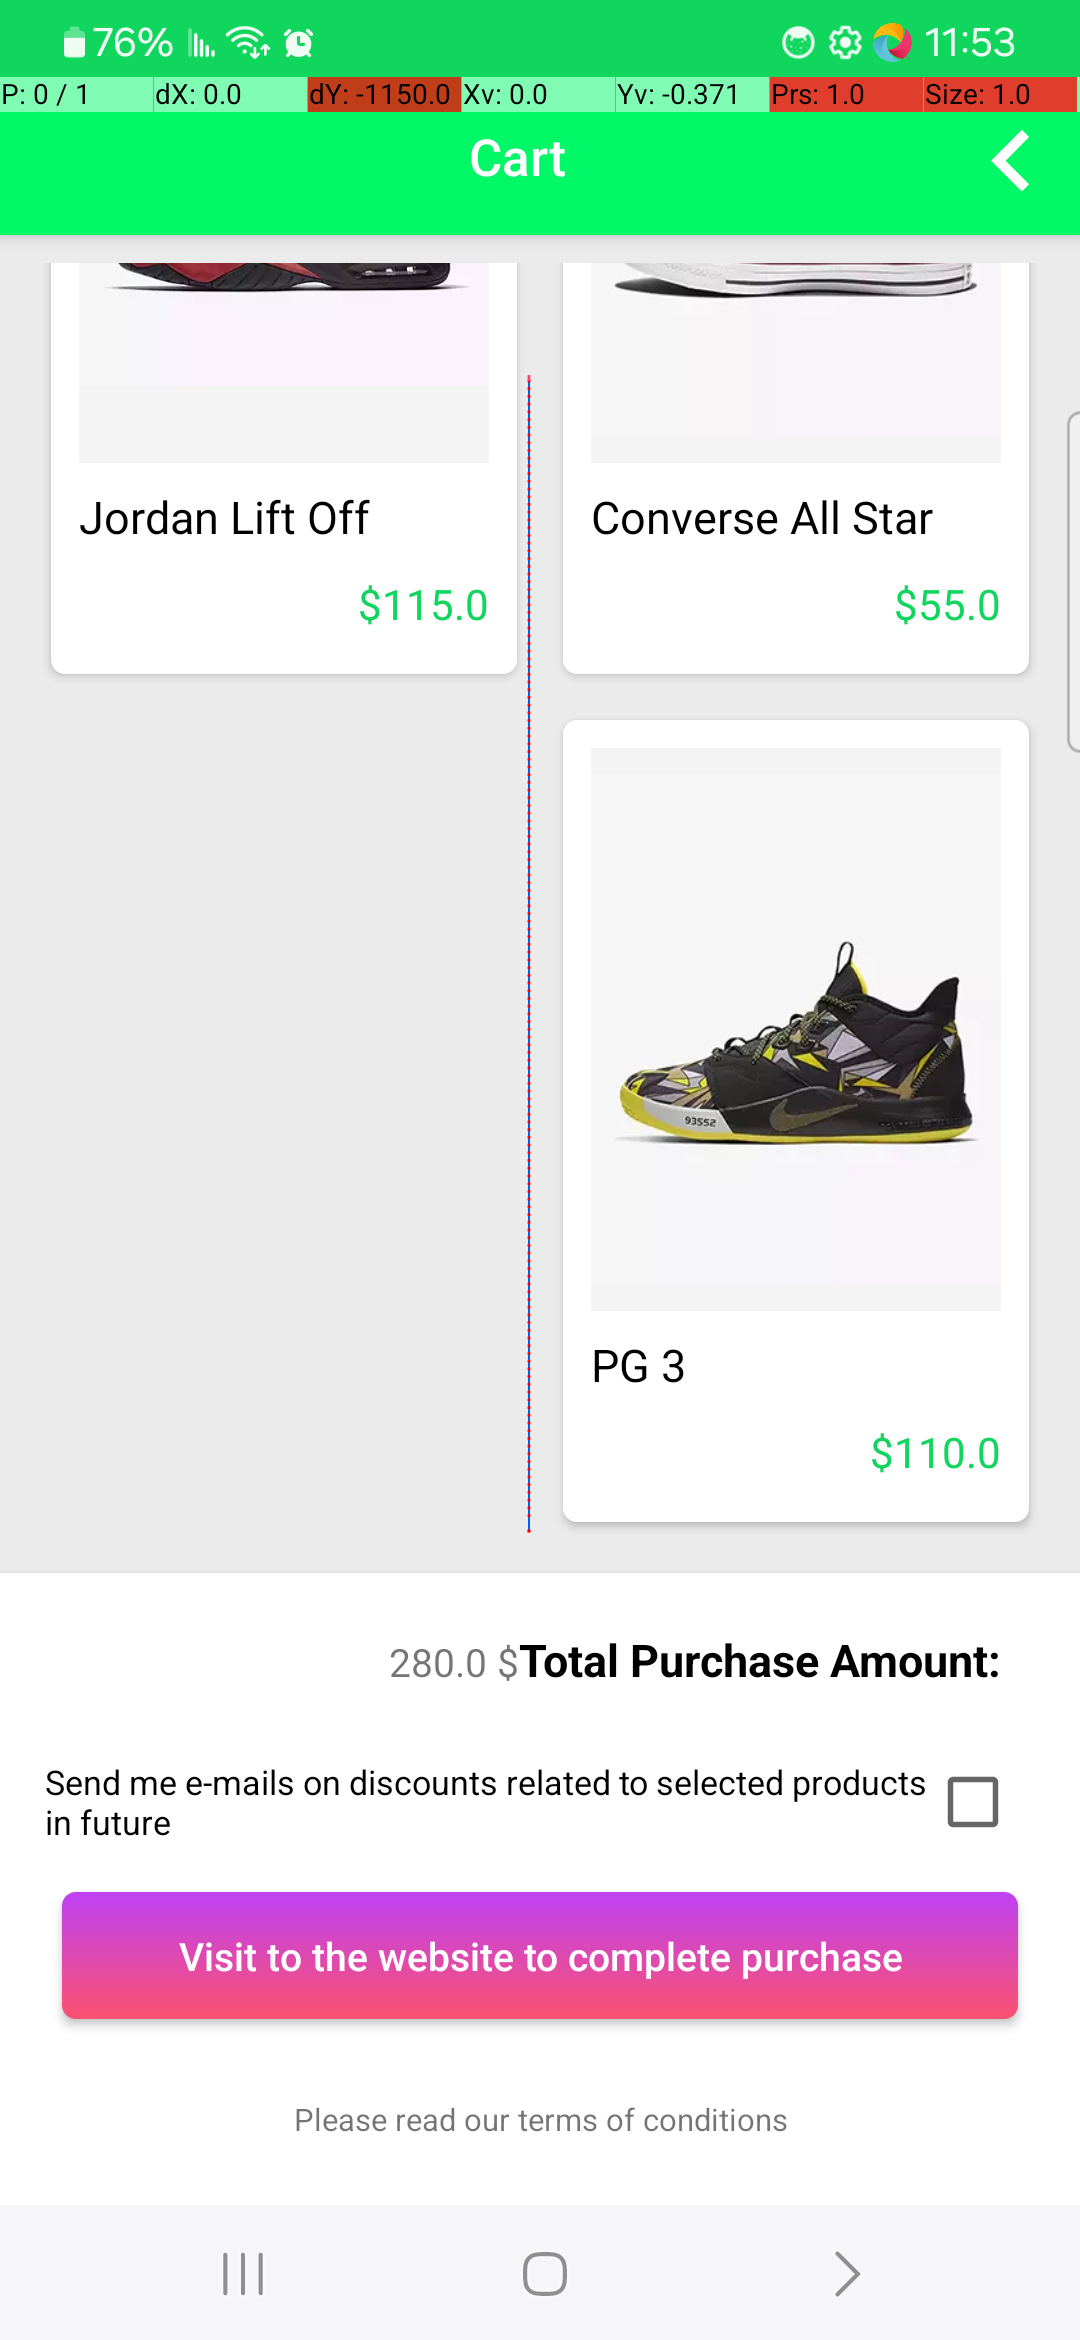 76% 11:53
P: 0 / 1 dX: 0.0 dY: -1150.0 Xv: 0.0 Yv: -0.371 Prs: 1.0 Size: 1.0
Cart
Jordan Lift Off
$115.0
Converse All Star
$55.0
93552
PG 3
$110.0
280.0 $Total Purchase Amount:
Send me e-mails on discounts related to selected products
in future
Visit to the website to complete purchase
Please read our terms of conditions